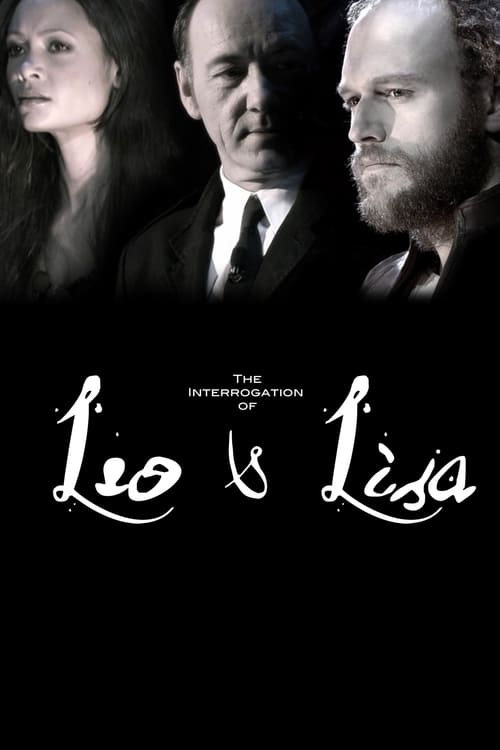 The
Interrogation
of
Leo & Lisa